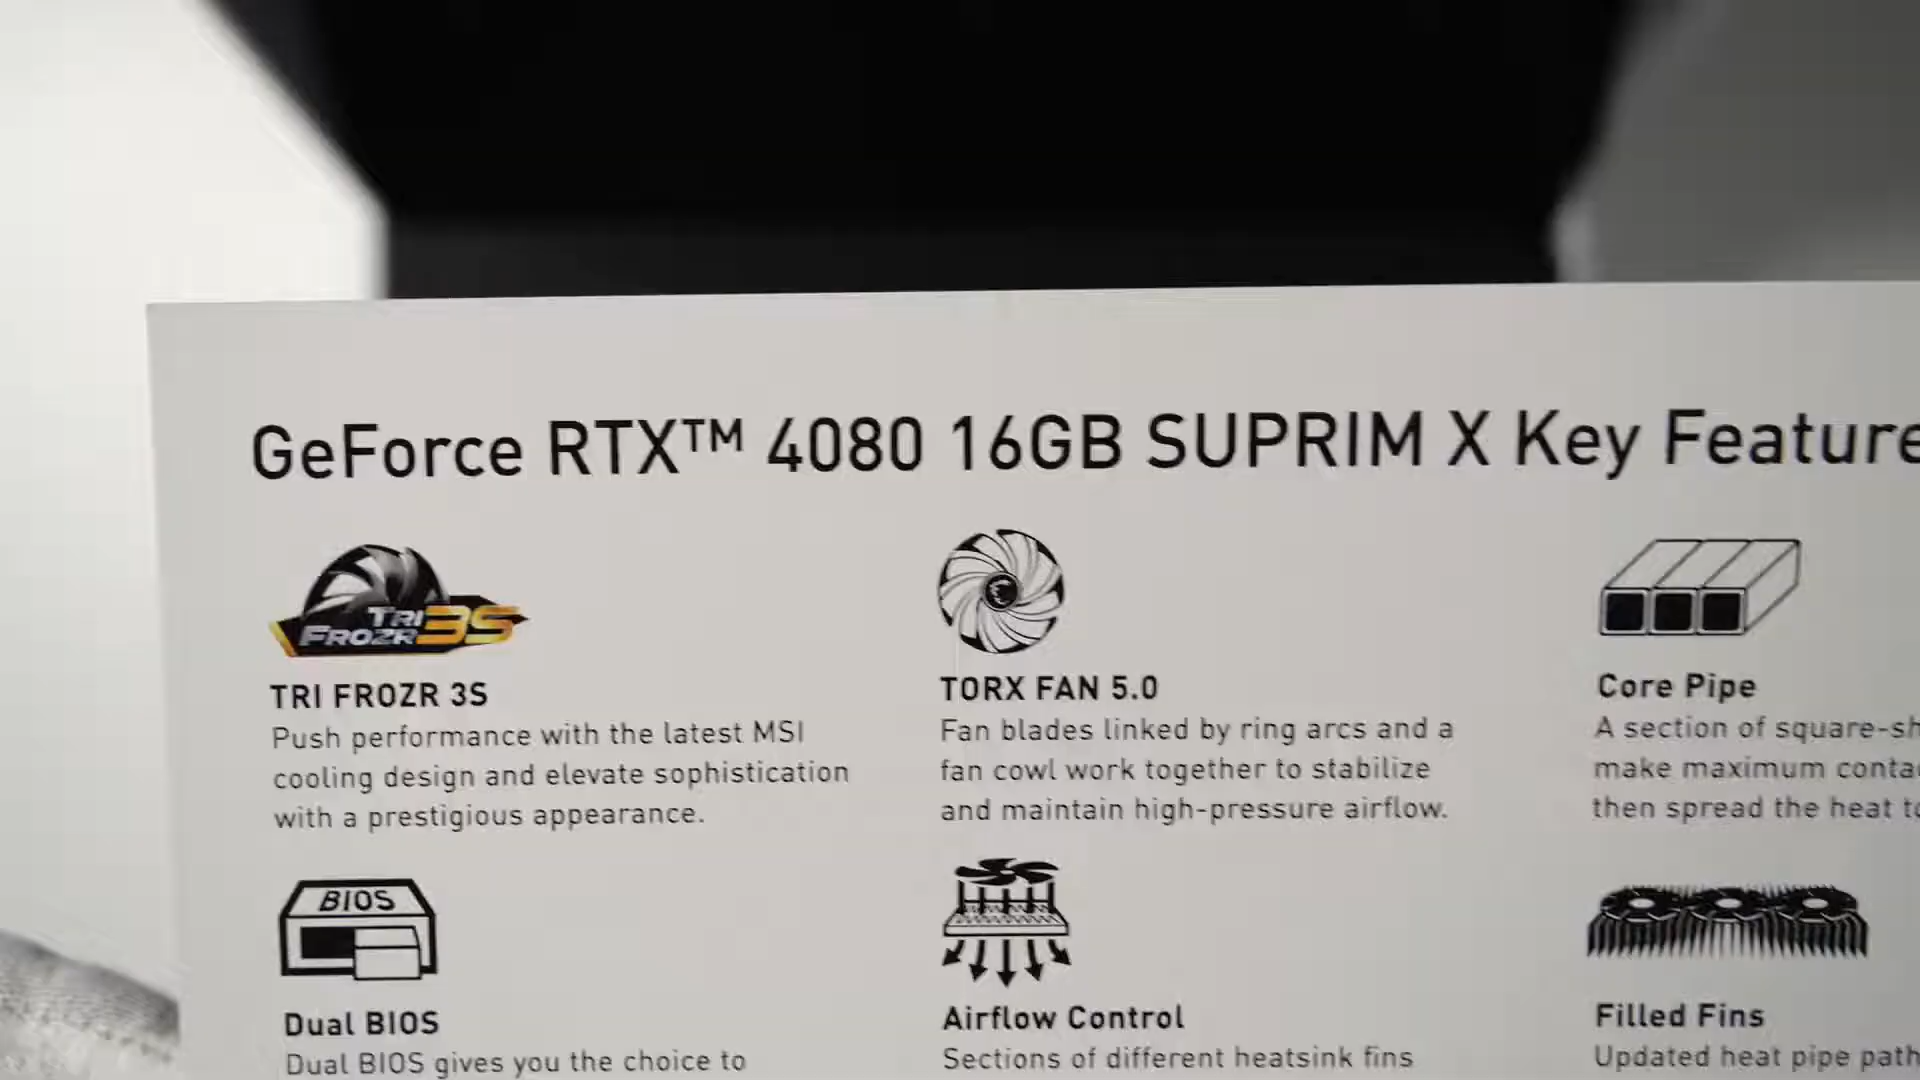 GeForce RTX™ 4080 16GB SUPRIM X Key Feature
TRI
FROZR 3S
TRI FROZR 3S
Push performance with the latest MSI
cooling design and elevate sophistication
with a prestigious appearance.
TORX FAN 5.0
Fan blades linked by ring arcs and a
fan cowl work together to stabilize
and maintain high-pressure airflow.
Core Pipe
A section of square-sh
make maximum conta
then spread the heat to
BIOS
Dual BIOS
Dual BIOS gives you the choice to
Airflow Control
Sections of different heatsink fins
Filled Fins
Updated heat pipe path